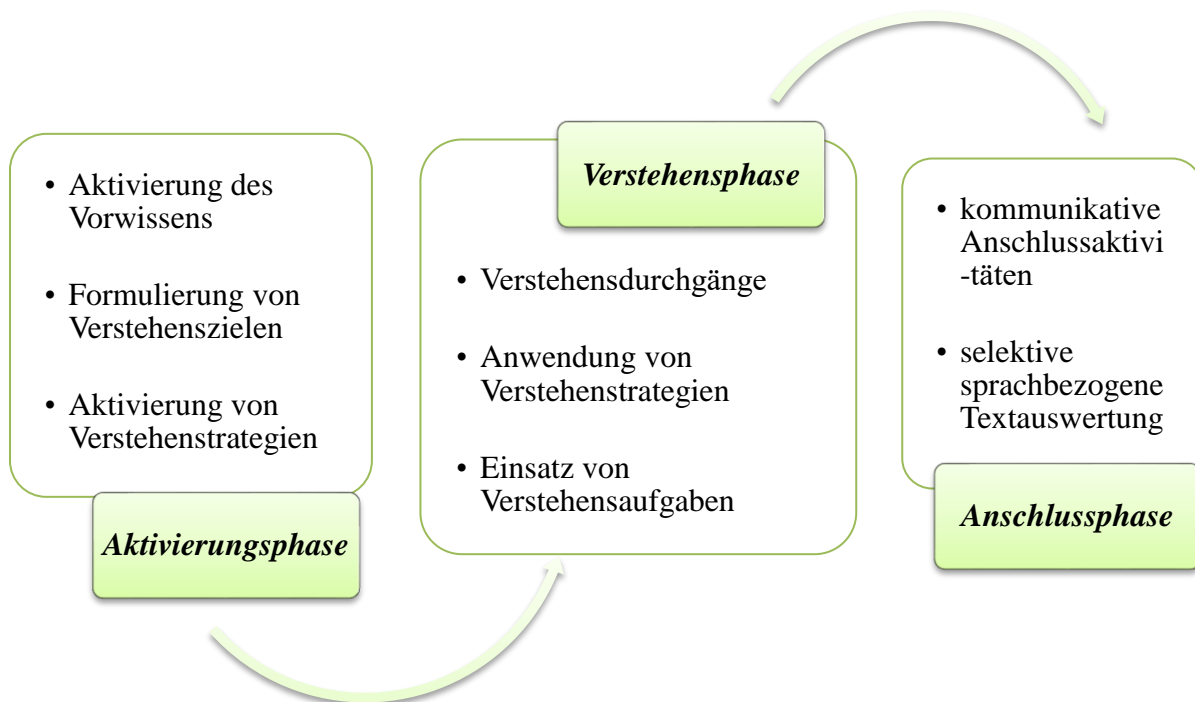 • Aktivierung des
Vorwissens
• Formulierung von
Verstehenszielen
• Aktivierung von
Verstehenstrategien
Aktivierungsphase
Verstehensphase
• Verstehensdurchgänge
• Anwendung von
Verstehenstrategien
• Einsatz von
Verstehensaufgaben
• kommunikative
Anschlussaktivi
-täten
• selektive
sprachbezogene
Textauswertung
Anschlussphase